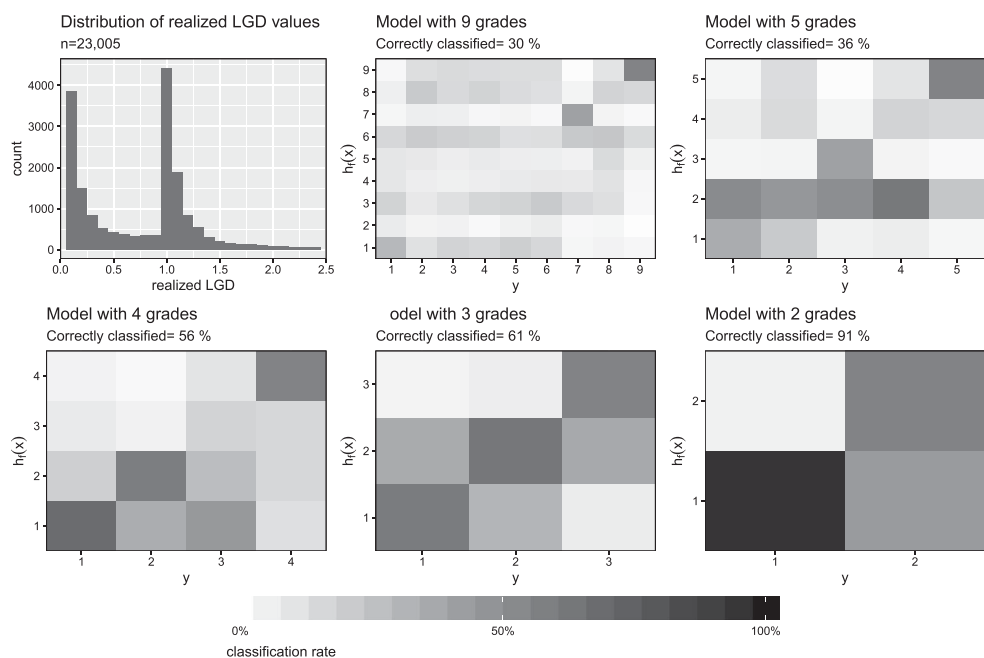 Distribution of realized LGD values
n=23,005
count
4000
3000
2000
1000
0
0.0 0.5 1.0 1.5 2.0 2.5
realized LGD
Model with 9 grades
Correctly classified= 30 %
hf(x)
9
8
7
6
5
4
3
2
1
1 2 3 4 5 6 7 8 9
y
Model with 5 grades
Correctly classified= 36 %
hf(x)
5
4
3
2
1
1 2 3 4 5
y
Model with 4 grades
Correctly classified= 56 %
hf(x)
4
3
2
1
1 2 3 4
y
odel with 3 grades
Correctly classified= 61 %
hf(x)
3
2
1
1 2 3
y
Model with 2 grades
Correctly classified= 91 %
hf(x)
2
1
1 2
y
0% 50% 100%
classification rate